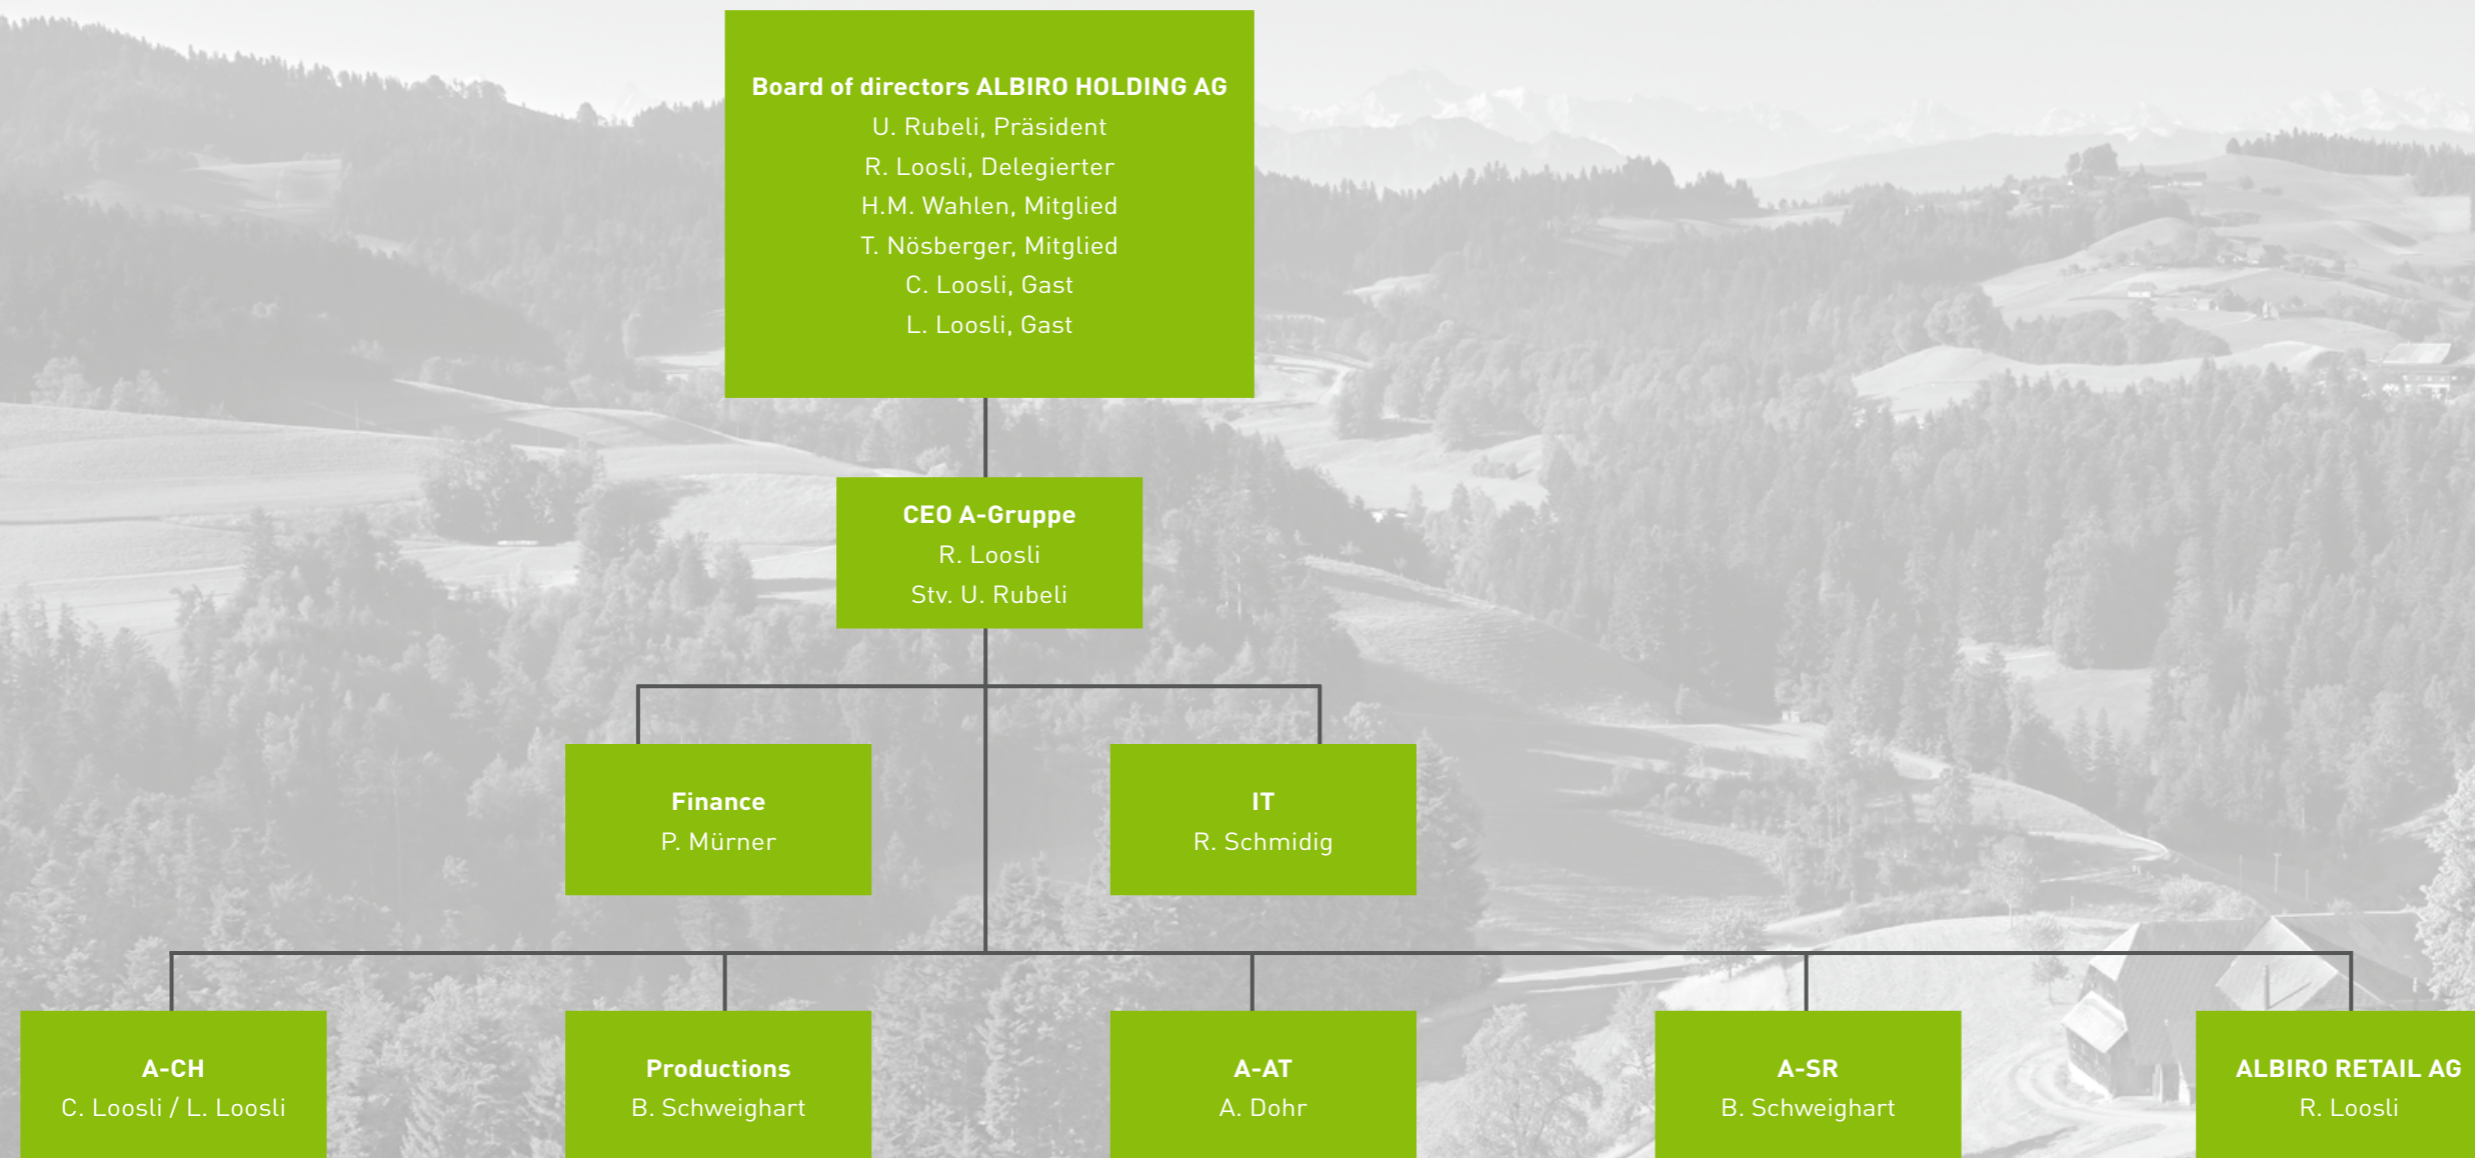 Board of directors ALBIRO HOLDING AG
U. Rubeli, Präsident
R. Loosli, Delegierter
H.M. Wahlen, Mitglied
T. Nösberger, Mitglied
C. Loosli, Gast
L. Loosli, Gast
CEO A-Gruppe
R. Loosli
Stv. U. Rubeli
Finance
P. Mürner
IT
R. Schmidig
A-CH
C. Loosli / L. Loosli
Productions
B. Schweighart
A-AT
A. Dohr
A-SR
B. Schweighart
ALBIRO RETAIL AG
R. Loosli